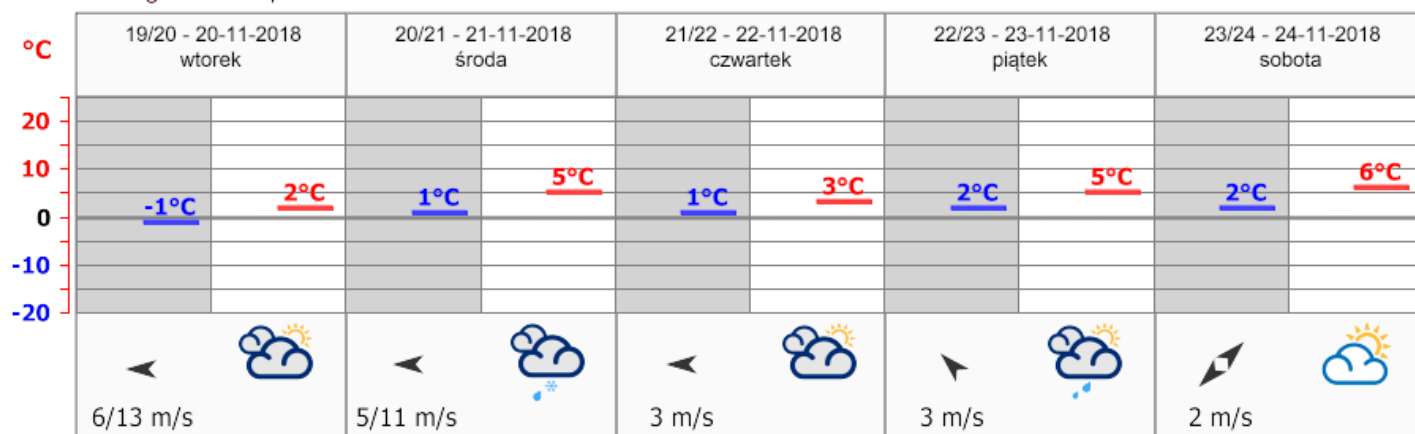 °C
19/20 - 20-11-2018
wtorek
20/21 - 21-11-2018
środa
21/22 - 22-11-2018
czwartek
22/23 - 23-11-2018
piątek
23/24 - 24-11-2018
sobota
20
10
0
-10
-20
-1°C
2°C
1°C
5°C
1°C
3°C
2°C
5°C
2°C
6°C
6/13 m/s
5/11 m/s
3 m/s
3 m/s
2 m/s